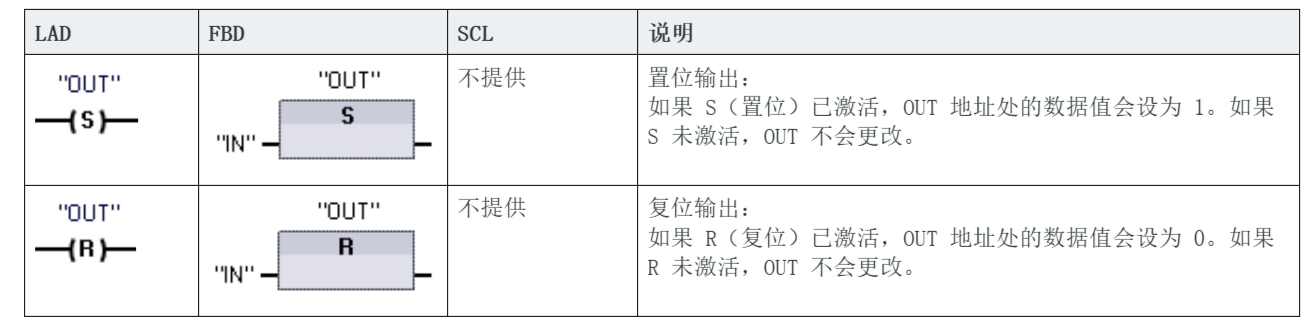 LAD FBD SCL 说明
"OUT" "OUT" 不提供 置位输出：
S S 如果 S（置位）已激活，OUT 地址处的数据值会设为 1。如果
"IN" S 未激活，OUT 不会更改。
"OUT" "OUT" 不提供 复位输出：
R R 如果 R（复位）已激活，OUT 地址处的数据值会设为 0。如果
"IN" R 未激活，OUT 不会更改。